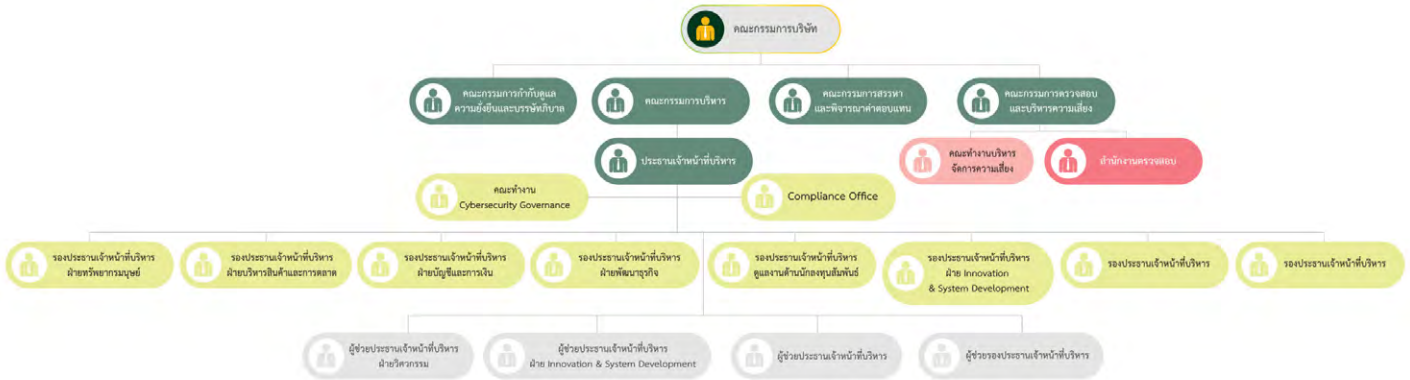 คณะกรรมการบริษัท
คณะกรรมการกำกับดูแล
ความยั่งยืนและบรรษัทภิบาล
คณะกรรมการบริหาร
คณะกรรมการสรรหา
และพิจารณาค่าตอบแทน
คณะกรรมการตรวจสอบ
และบริหารความเสี่ยง
ประธานเจ้าหน้าที่บริหาร
คณะทำงานบริหาร
จัดการความเสี่ยง
สำนักงานตรวจสอบ
คณะทำงาน
Cybersecurity Governance
Compliance Office
รองประธานเจ้าหน้าที่บริหาร
ฝ่ายทรัพยากรมนุษย์
รองประธานเจ้าหน้าที่บริหาร
ฝ่ายบริหารสินค้าและการตลาด
รองประธานเจ้าหน้าที่บริหาร
ฝ่ายบัญชีและการเงิน
รองประธานเจ้าหน้าที่บริหาร
ฝ่ายพัฒนาธุรกิจ
รองประธานเจ้าหน้าที่บริหาร
ดูแลงานด้านนักลงทุนสัมพันธ์
รองประธานเจ้าหน้าที่บริหาร
ฝ่าย Innovation
& System Development
รองประธานเจ้าหน้าที่บริหาร
รองประธานเจ้าหน้าที่บริหาร
ผู้ช่วยประธานเจ้าหน้าที่บริหาร
ฝ่ายวิศวกรรม
ผู้ช่วยประธานเจ้าหน้าที่บริหาร
ฝ่าย Innovation & System Development
ผู้ช่วยประธานเจ้าหน้าที่บริหาร
ผู้ช่วยรองประธานเจ้าหน้าที่บริหาร